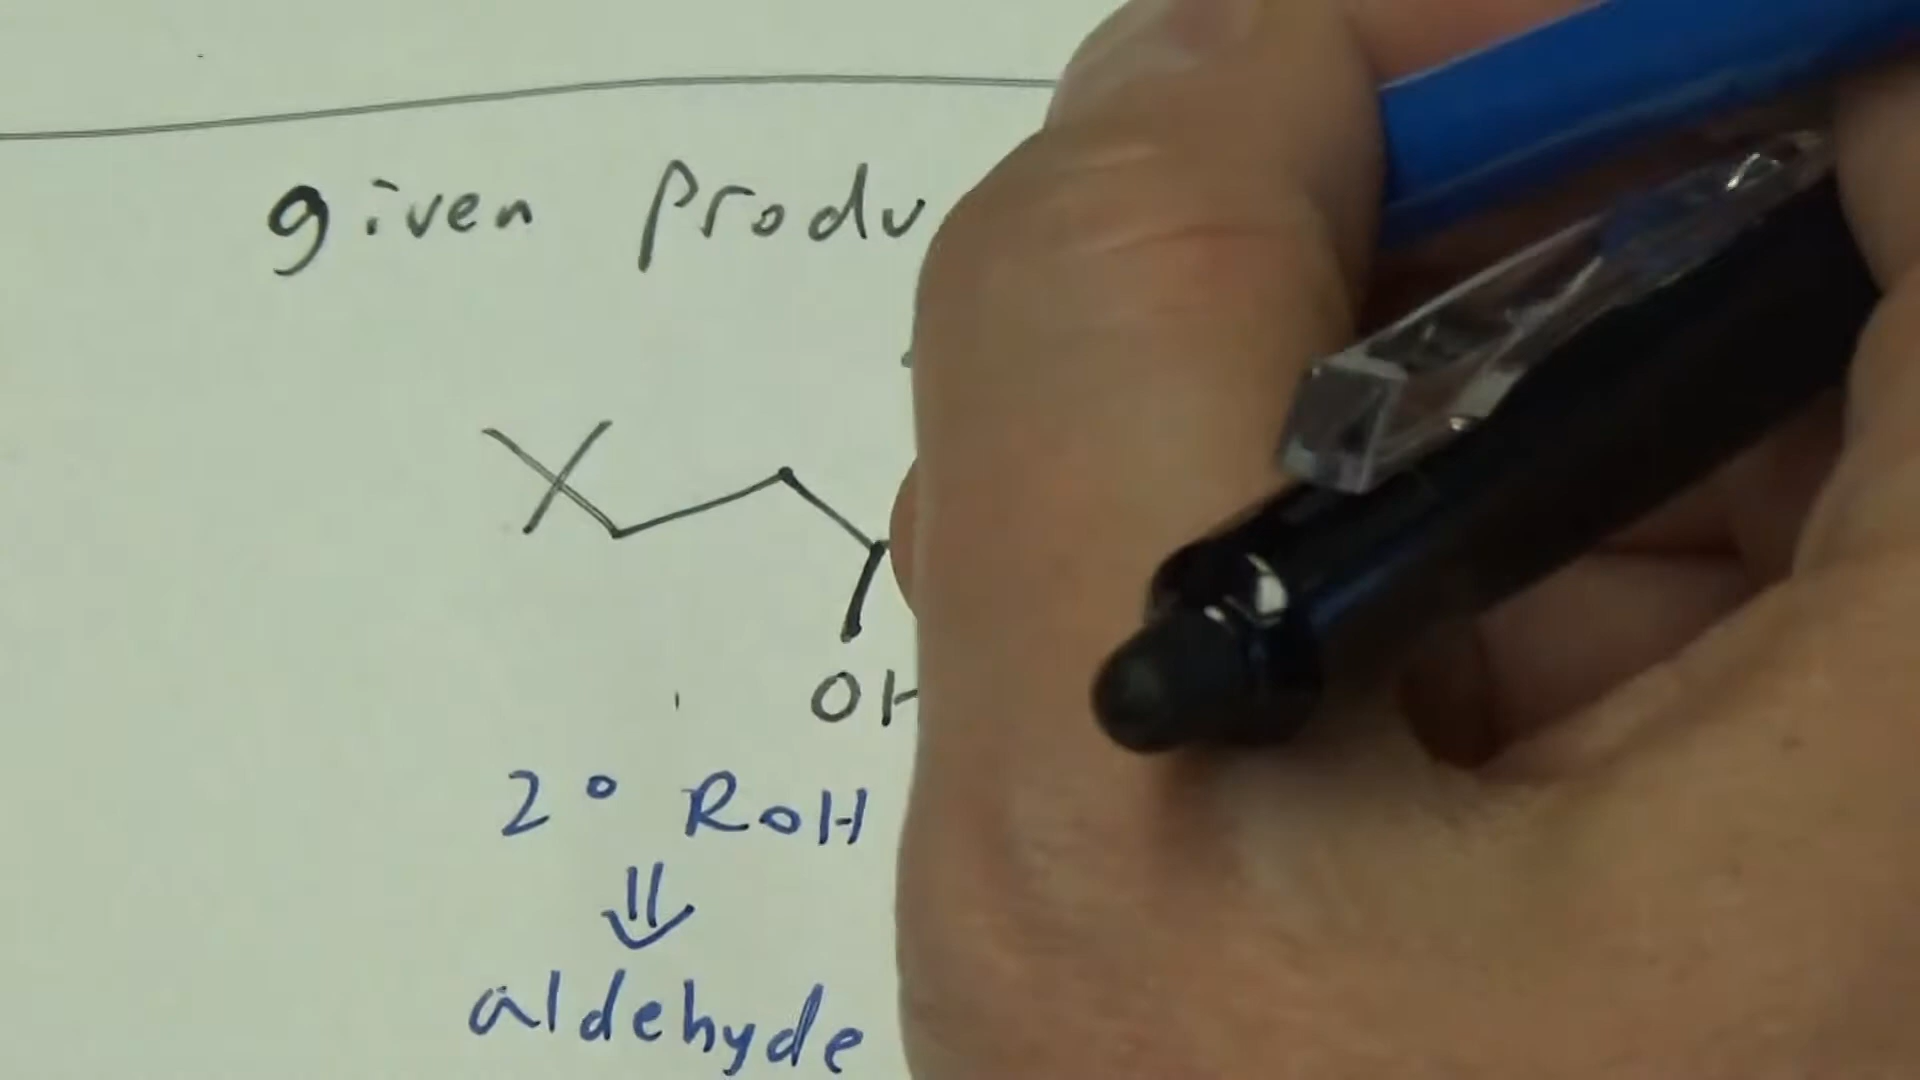 given produ
OH
2° ROH
⇓
aldehyde